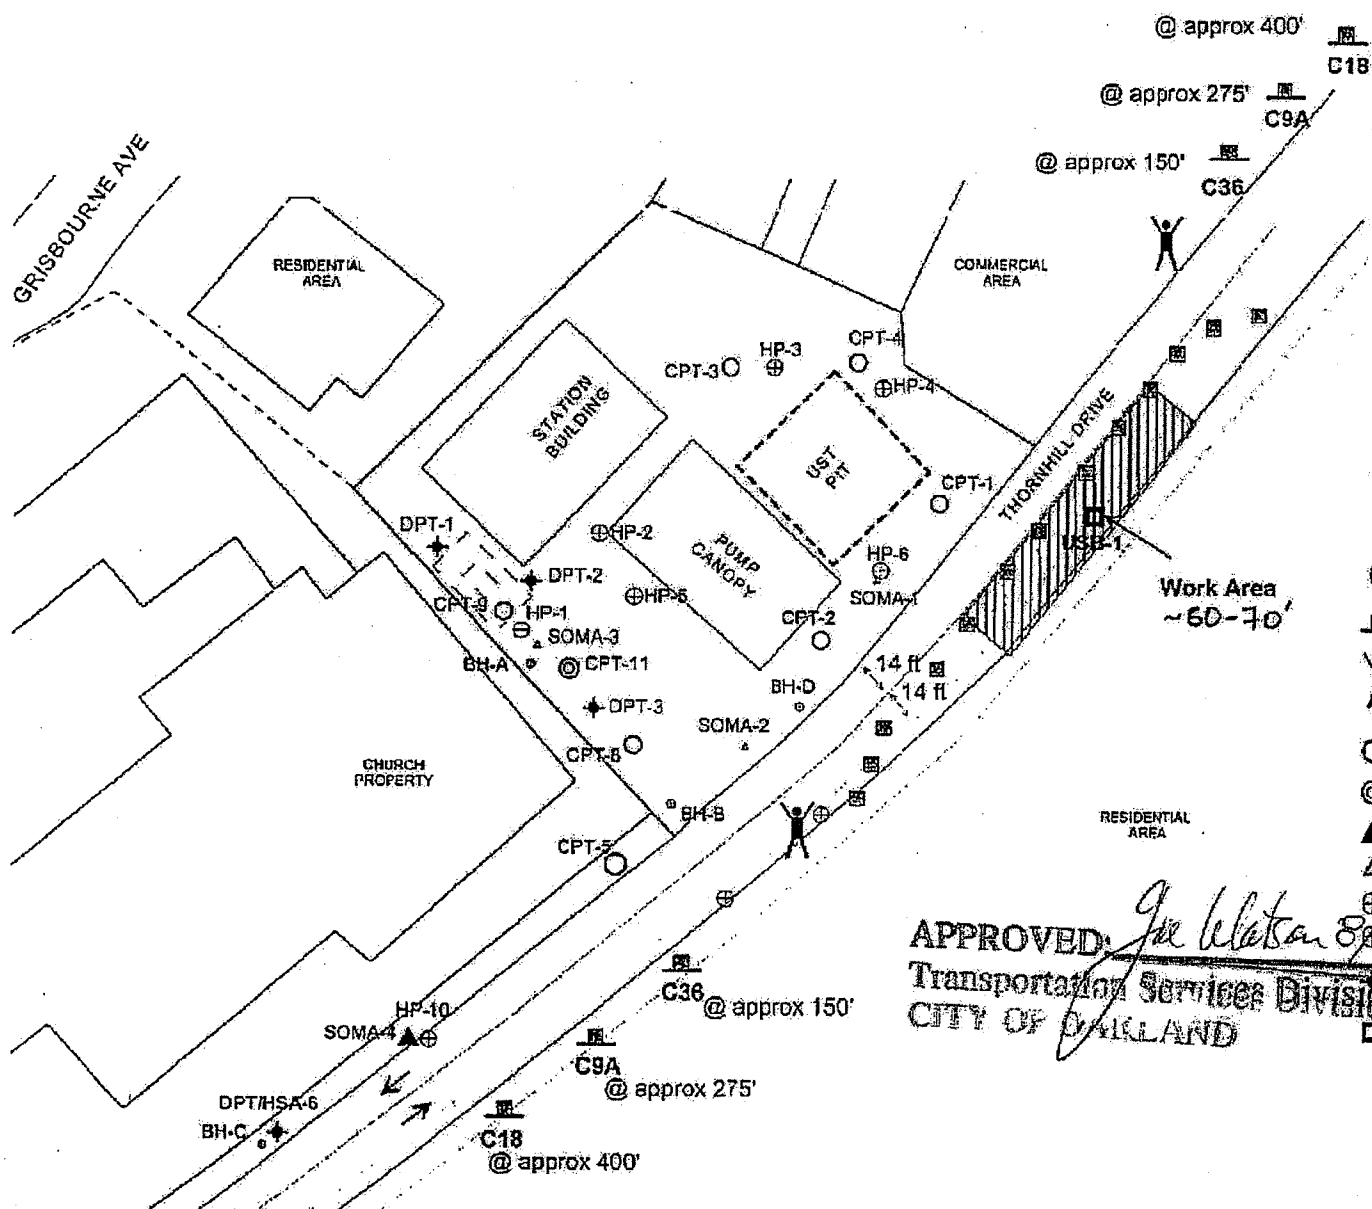 @ approx 400'
C18
@ approx 275'
C9A
@ approx 150'
C36
GRISBOURNE AVE
RESIDENTIAL
AREA
COMMERCIAL
AREA
CPT-3
HP-3
CPT-4
HP-4
STATION
BUILDING
UST
PIT
THORNHILL DRIVE
CPT-1
DPT-1
HP-2
PUMP
CANOPY
HP-6
SOMA-1
USB-1
Work Area
~60-70'
DPT-2
CPT-9
HP-1
HP-5
CPT-2
SOMA-3
BH-A
CPT-11
14 ft
14 ft
BH-D
DPT-3
SOMA-2
CPT-6
CHURCH
PROPERTY
BH-B
RESIDENTIAL
AREA
CPT-5
APPROVED: Joe Watson
Transportation Services
CITY OF OAKLAND
C36
@ approx 150'
HP-10
SOMA-4
C9A
@ approx 275'
DPT/HSA-6
BH-C
C18
@ approx 400'